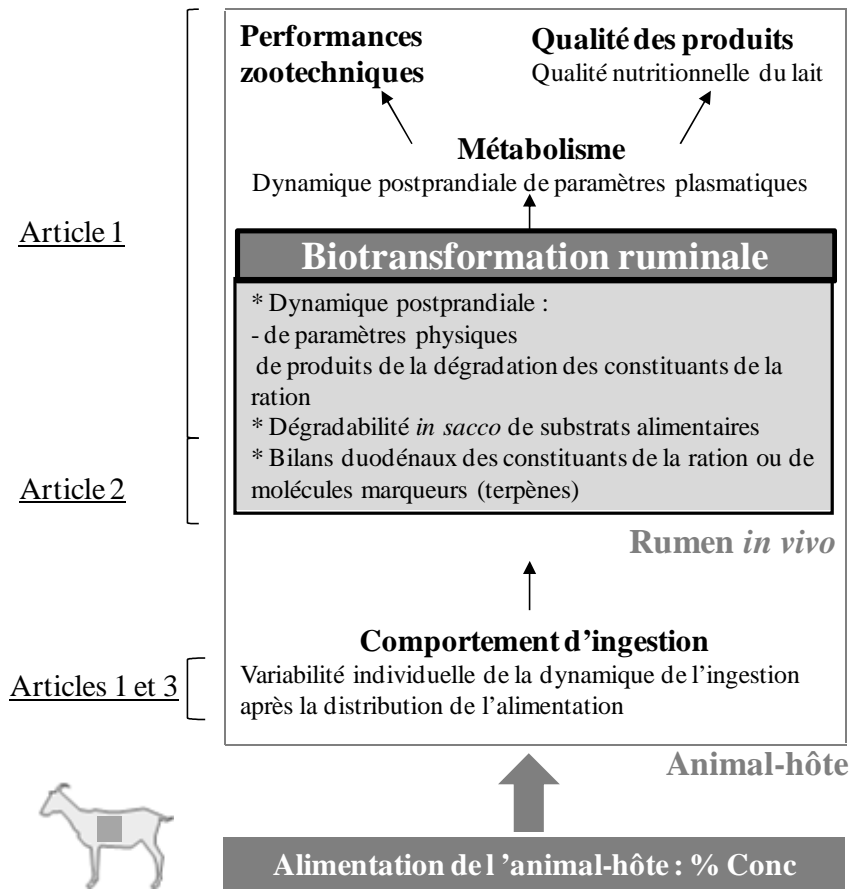 Performances
zootechniques
Qualité des produits
Qualité nutritionnelle du lait
Métabolisme
Dynamique postprandiale de paramètres plasmatiques
Article 1
Biotransformation ruminale
* Dynamique postprandiale :
- de paramètres physiques
de produits de la dégradation des constituants de la
ration
* Dégradabilité in sacco de substrats alimentaires
* Bilans duodénaux des constituants de la ration ou de
molécules marqueurs (terpènes)
Article 2
Rumen in vivo
Comportement d'ingestion
Variabilité individuelle de la dynamique de l'ingestion
après la distribution de l'alimentation
Articles 1 et 3
Animal-hôte
Alimentation de l 'animal-hôte : % Conc